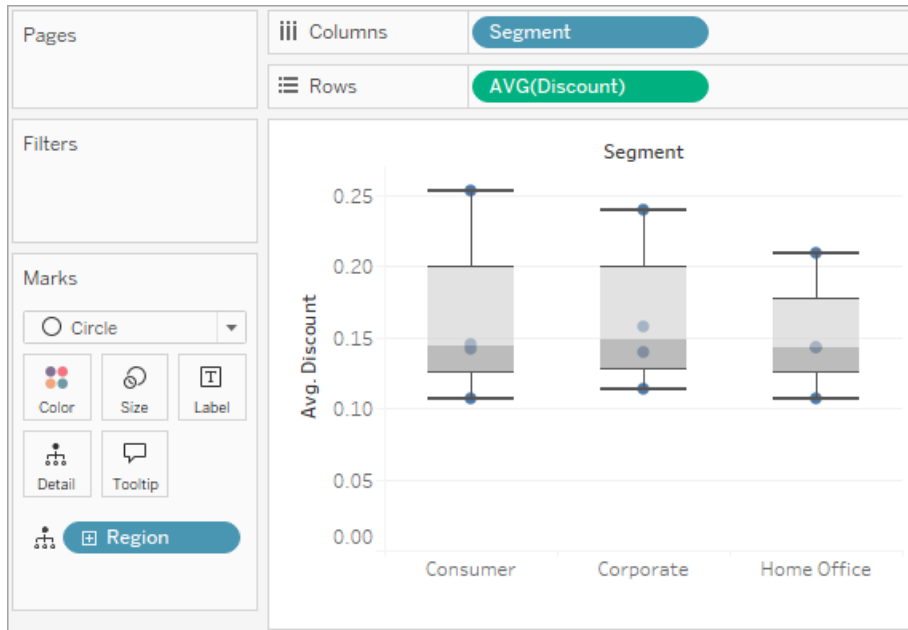 Pages
Columns
Segment
Rows
AVG(Discount)
Filters
Marks
Circle
Color
Size
T
Label
Detail
Tooltip
Region
Segment
Avg. Discount
0.25
0.20
0.15
0.10
0.05
0.00
Consumer
Corporate
Home Office